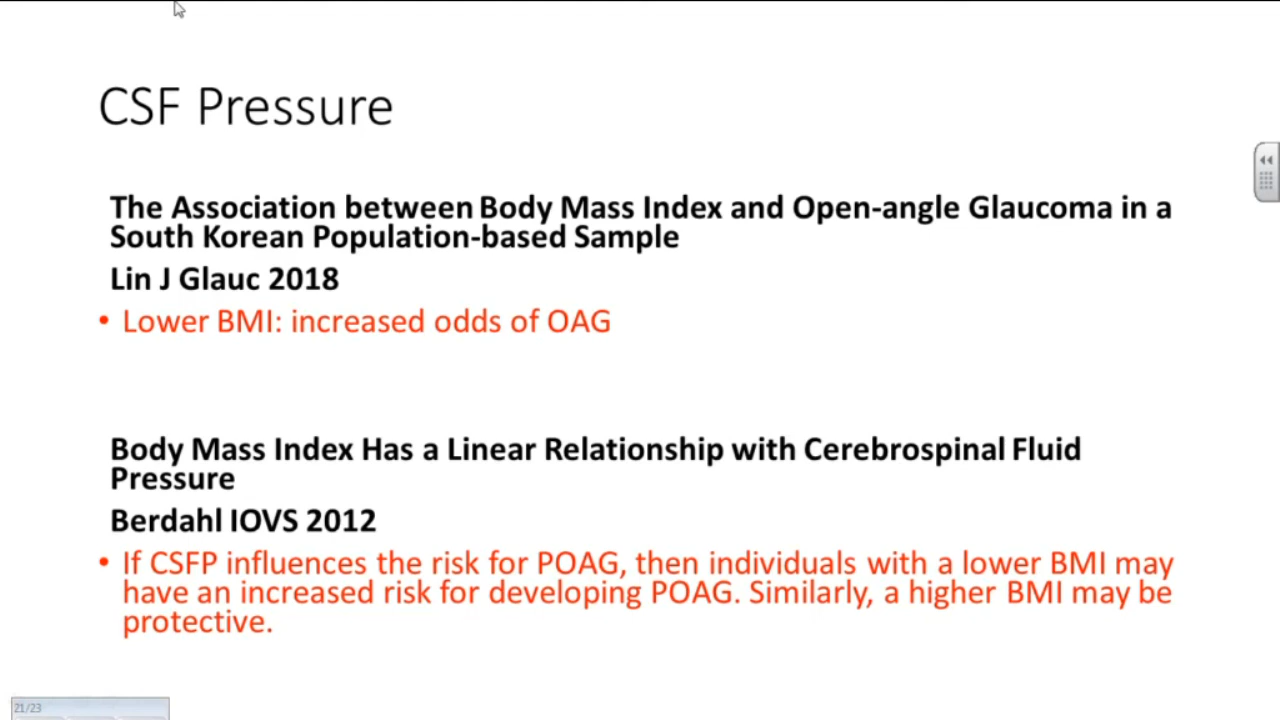 CSF Pressure
The Association between Body Mass Index and Open-angle Glaucoma in a
South Korean Population-based Sample
Lin J Glauc 2018
• Lower BMI: increased odds of OAG
Body Mass Index Has a Linear Relationship with Cerebrospinal Fluid
Pressure
Berdahl IOVS 2012
• If CSFP influences the risk for POAG, then individuals with a lower BMI may
have an increased risk for developing POAG. Similarly, a higher BMI may be
protective.
21/23